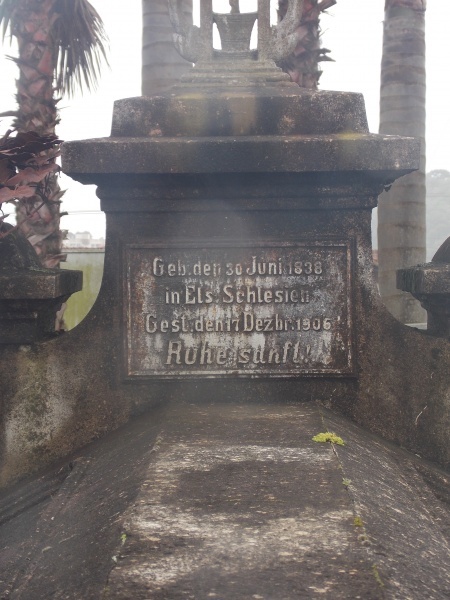 Geb. den 30 Juni 1838
in Els. Schlesien
Gest. den 17 Dezbr. 1906
Ruhe sanft!